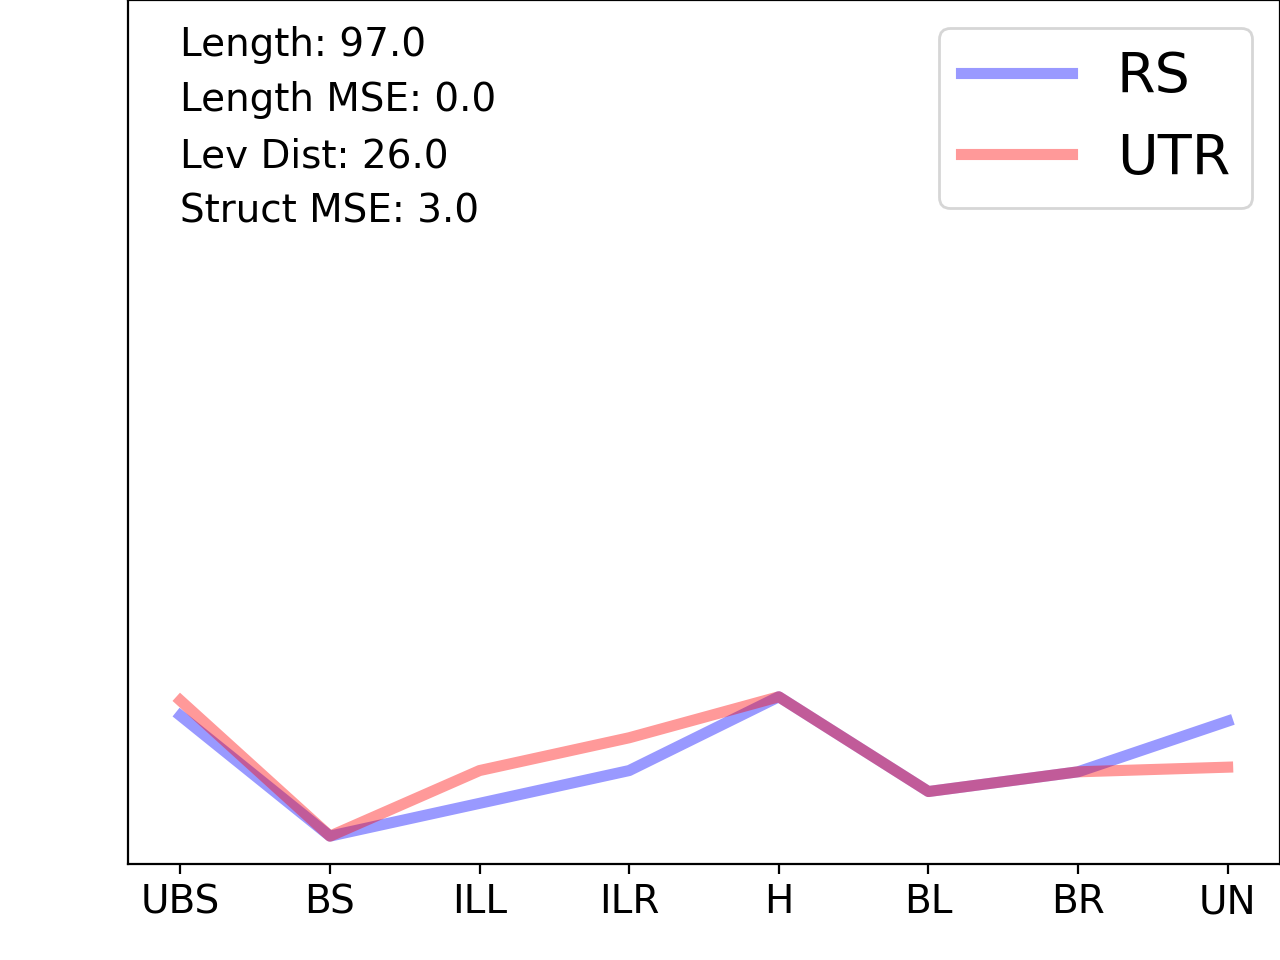 Length: 97.0
Length MSE: 0.0
Lev Dist: 26.0
Struct MSE: 3.0
RS
UTR
UBS BS ILL ILR H BL BR UN